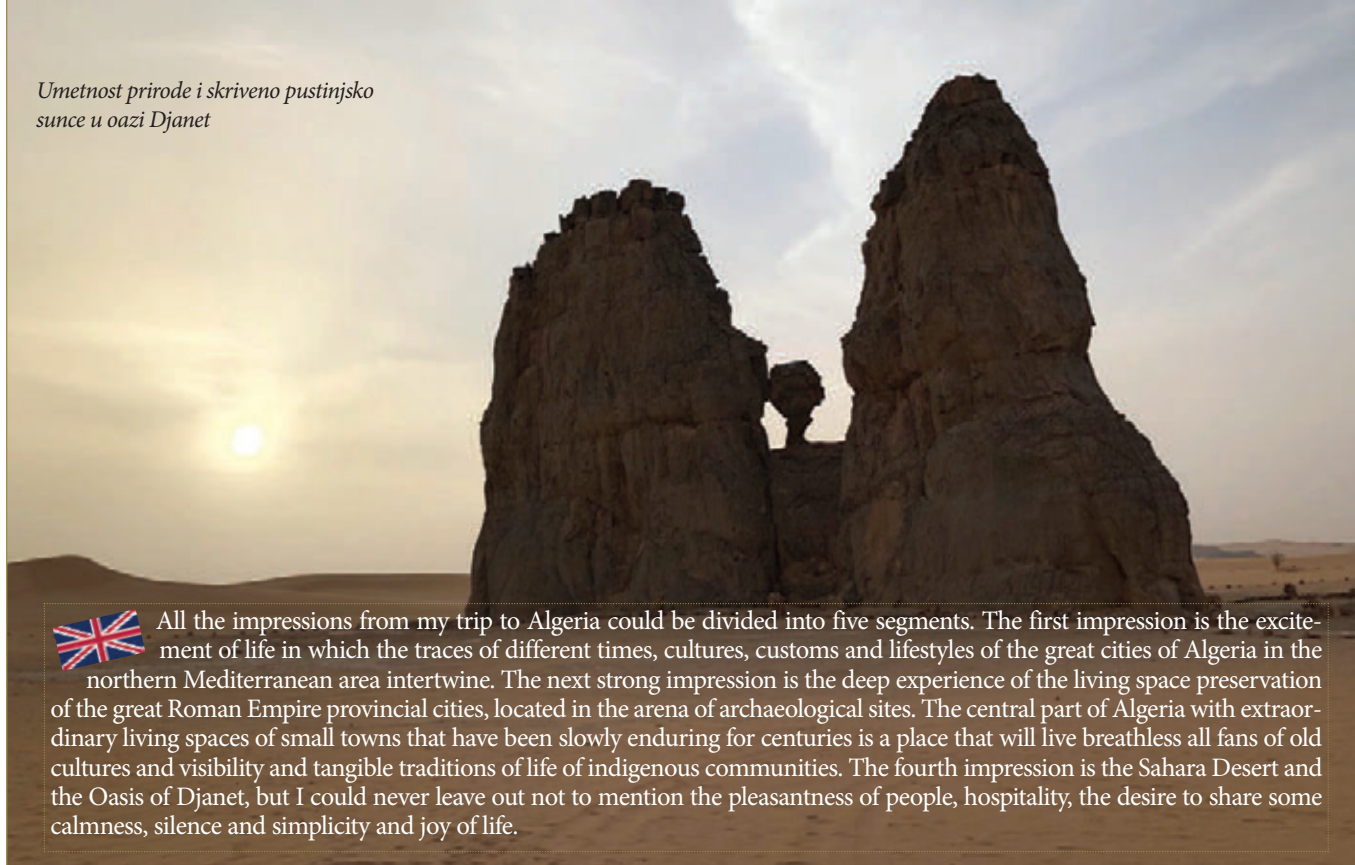 Umetnost prirode i skriveno pustinjsko
sunce u oazi Djanet
All the impressions from my trip to Algeria could be divided into five segments. The first impression is the excite-
ment of life in which the traces of different times, cultures, customs and lifestyles of the great cities of Algeria in the
northern Mediterranean area intertwine. The next strong impression is the deep experience of the living space preservation
of the great Roman Empire provincial cities, located in the arena of archaeological sites. The central part of Algeria with extraor-
dinary living spaces of small towns that have been slowly enduring for centuries is a place that will live breathless all fans of old
cultures and visibility and tangible traditions of life of indigenous communities. The fourth impression is the Sahara Desert and
the Oasis of Djanet, but I could never leave out not to mention the pleasantness of people, hospitality, the desire to share some
calmness, silence and simplicity and joy of life.